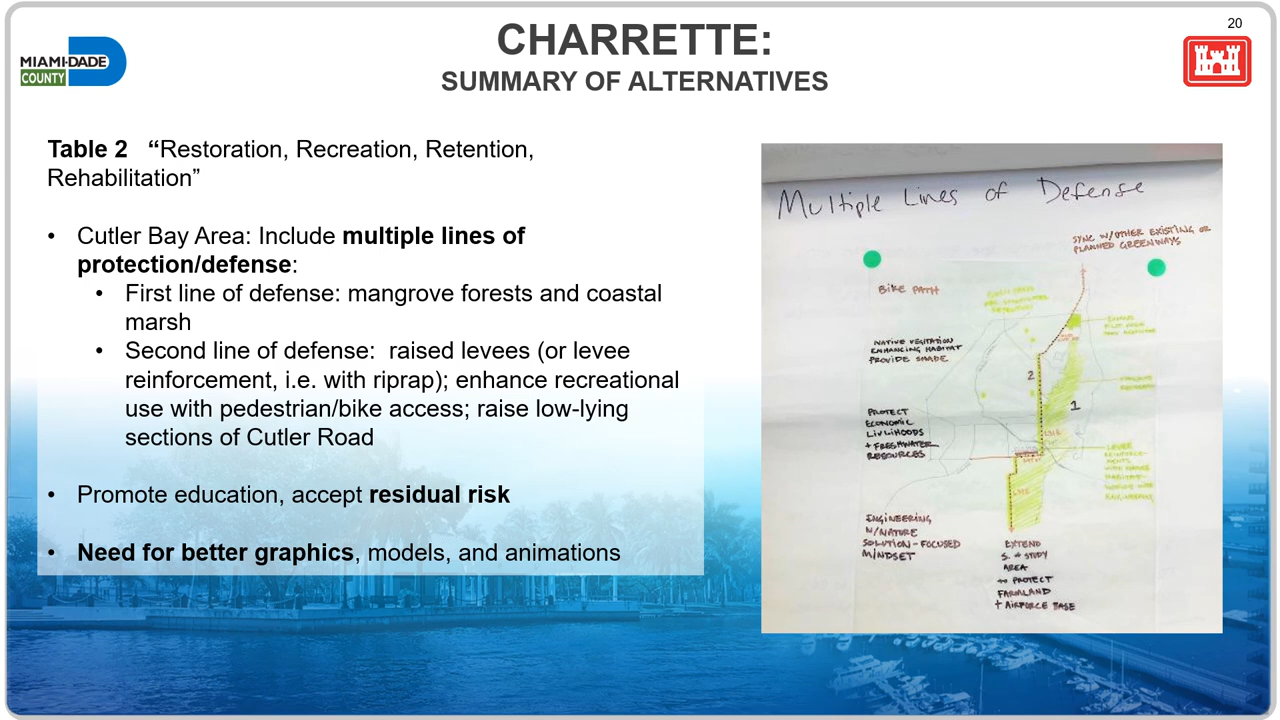 20
MIAMI-DADE
COUNTY
CHARRETTE:
SUMMARY OF ALTERNATIVES
Table 2 “Restoration, Recreation, Retention,
Rehabilitation”
• Cutler Bay Area: Include multiple lines of
protection/defense:
• First line of defense: mangrove forests and coastal
marsh
• Second line of defense: raised levees (or levee
reinforcement, i.e. with riprap); enhance recreational
use with pedestrian/bike access; raise low-lying
sections of Cutler Road
• Promote education, accept residual risk
• Need for better graphics, models, and animations
Multiple Lines of Defense
SYNC W/OTHER EXISTING OR
PLANNED GREENWAYS
BIKE PATH
NATIVE VEGITATION
ENHANCING HABITAT
PROVIDE SHADE
2
1
PROTECT
ECONOMIC
LIVLIHOODS
+ FRESHWATER
RESOURCES
ENGINEERING
W/NATURE
SOLUTION-FOCUSED
MINDSET
EXTEND
S. of STUDY
AREA
PROTECT
FARMLAND
+ AIRFORCE BASE